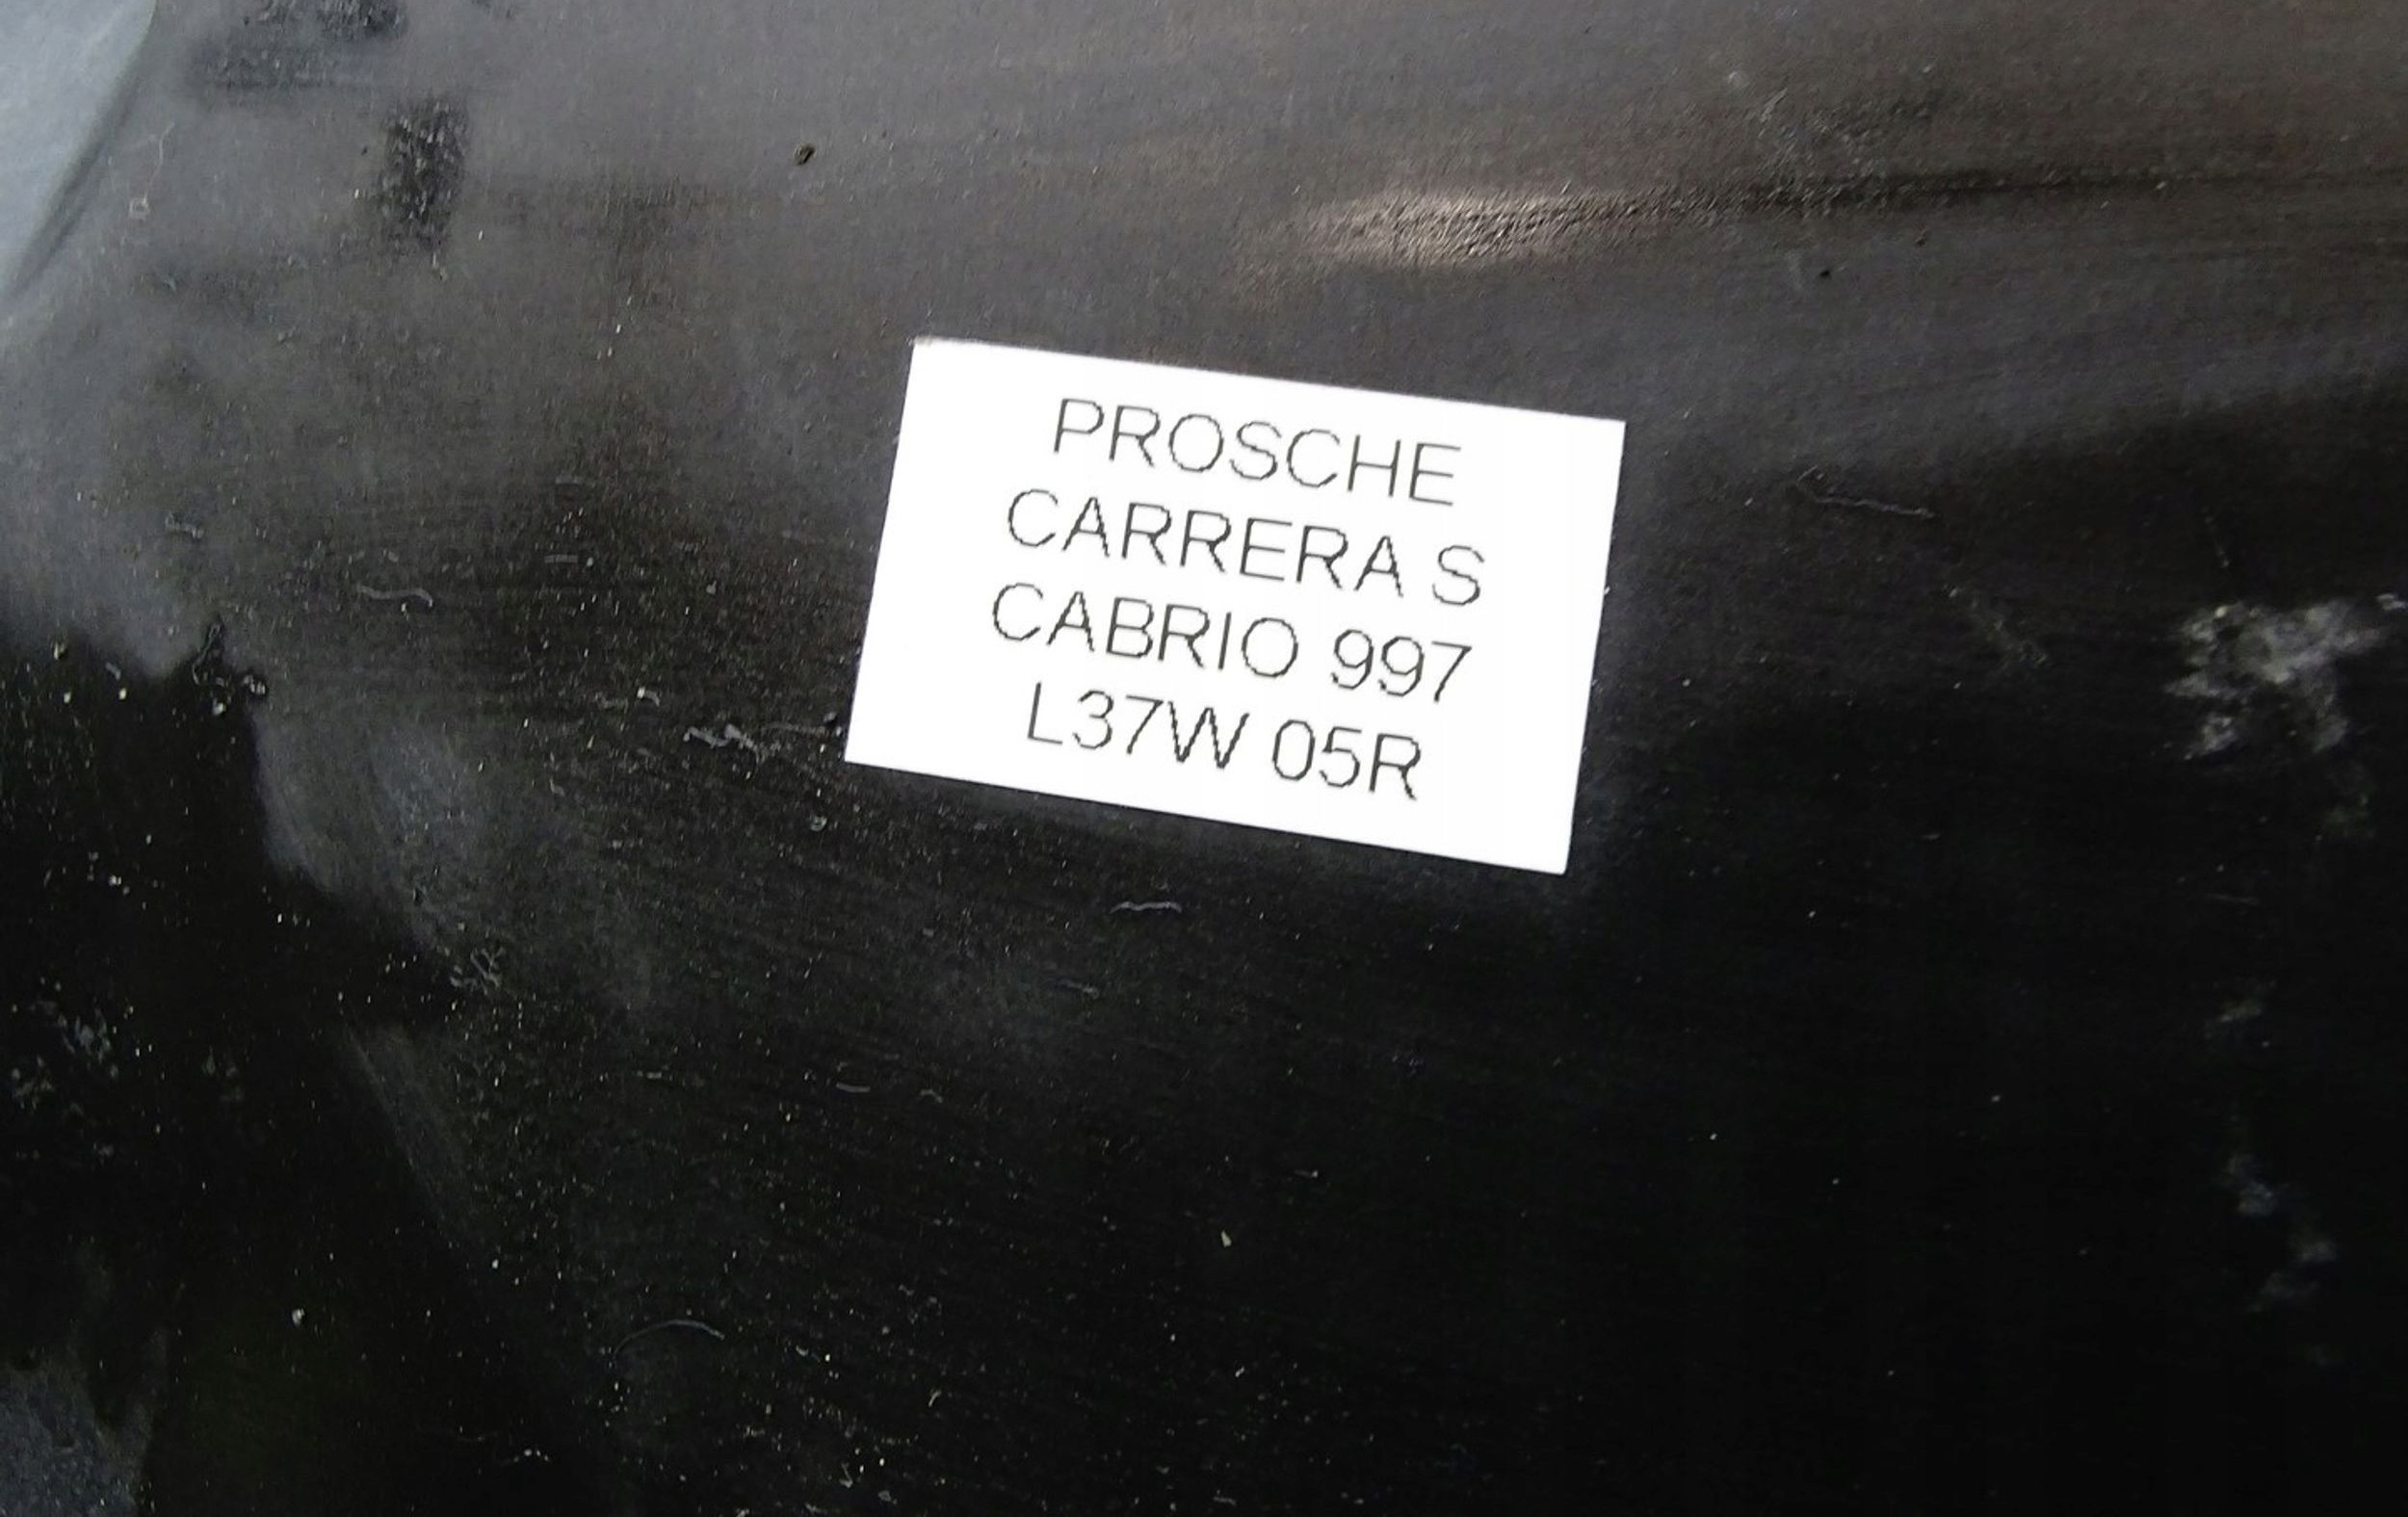 PROSCHE
CARRERA S
CABRIO 997
L37W 05R